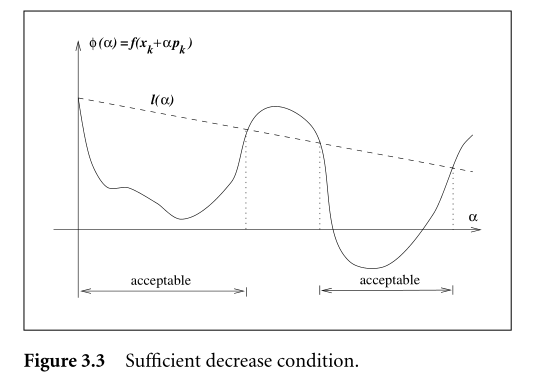 ϕ(α) = f(x_k+αp_k)
l(α)
α
acceptable
acceptable
Figure 3.3 Sufficient decrease condition.